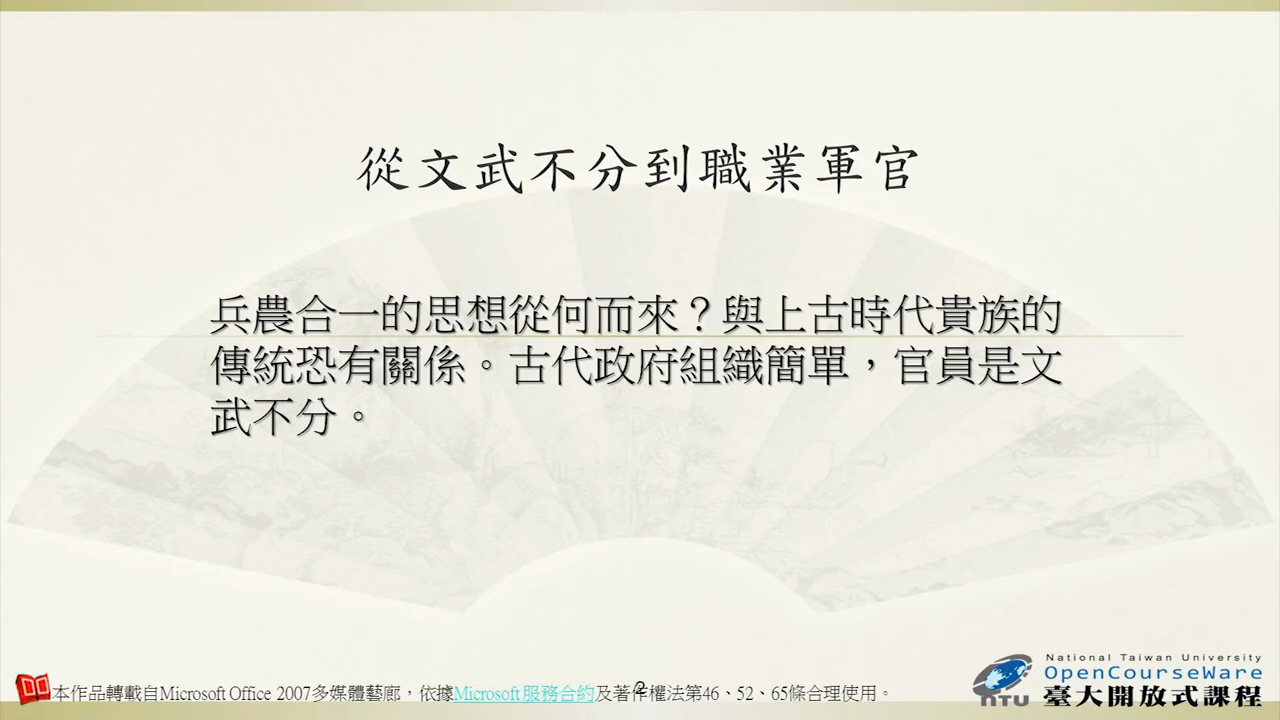 從文武不分到職業軍官
兵農合一的思想從何而來？與上古時代貴族的
傳統恐有關係。古代政府組織簡單，官員是文
武不分。
本作品轉載自Microsoft Office 2007多媒體藝廊，依據Microsoft服務合約及著作權法第46、52、65條合理使用。
2
National Taiwan University
OpenCourseWare
NTU
臺大開放式課程